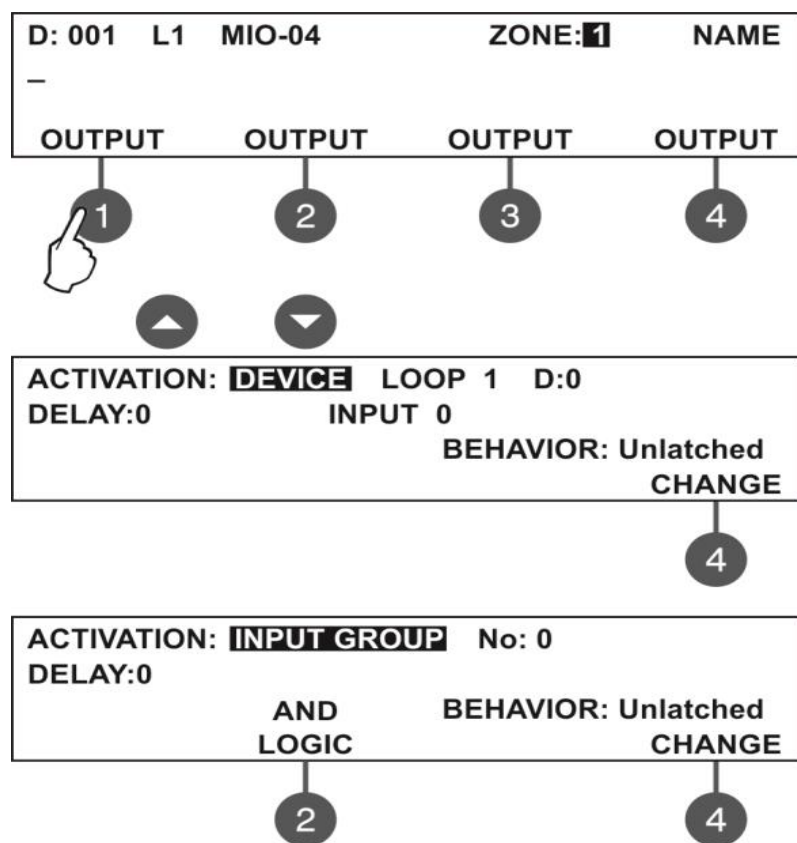 D: 001 L1 MIO-04 ZONE:1 NAME
_
OUTPUT OUTPUT OUTPUT OUTPUT
1 2 3 4
ACTIVATION: DEVICE LOOP 1 D:0
DELAY:0 INPUT 0
BEHAVIOR: Unlatched
CHANGE
4
ACTIVATION: INPUT GROUP No: 0
DELAY:0
AND BEHAVIOR: Unlatched
LOGIC CHANGE
2 4